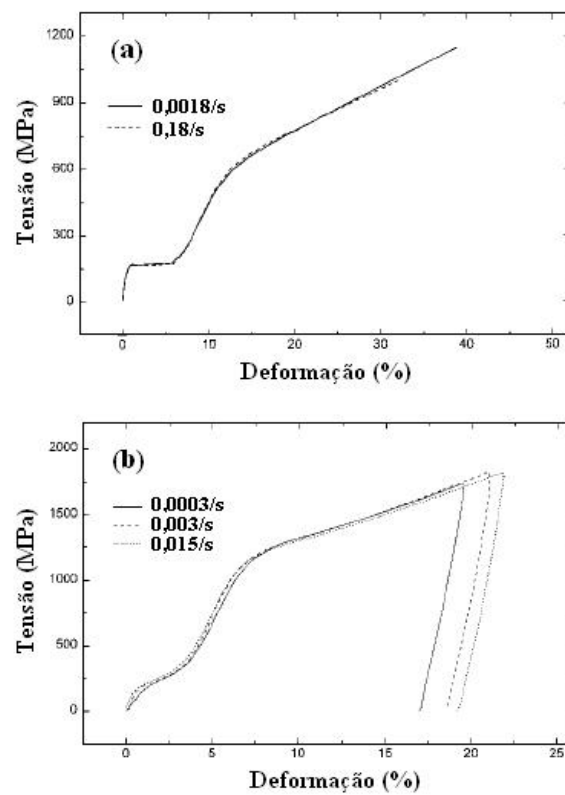 (a)
0,0018/s
0,18/s
Tensão (MPa)
1200
900
600
300
0
0 10 20 30 40 50
Deformação (%)
(b)
0,0003/s
0,003/s
0,015/s
Tensão (MPa)
2000
1500
1000
500
0
0 5 10 15 20 25
Deformação (%)